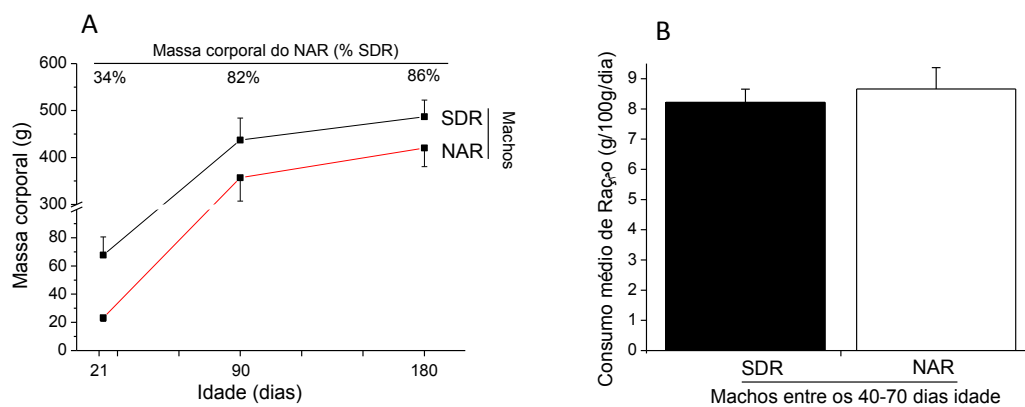 A
Massa corporal do NAR (% SDR)
34% 82% 86%
600
500
400
300
80
60
40
20
0
Massa corporal (g)
SDR
NAR
Machos
21 90 180
Idade (dias)
B
9
8
7
6
5
4
3
2
1
0
Consumo médio de Ração (g/100g/dia)
SDR NAR
Machos entre os 40-70 dias idade